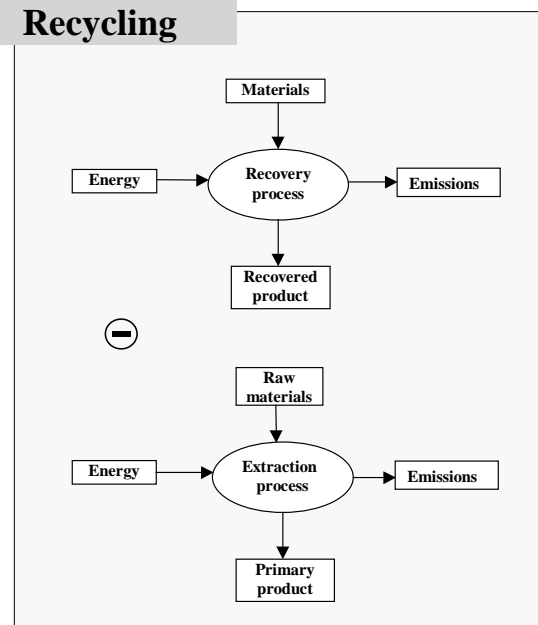 Recycling
Materials
Energy
Recovery
process
Emissions
Recovered
product
Raw
materials
Energy
Extraction
process
Emissions
Primary
product